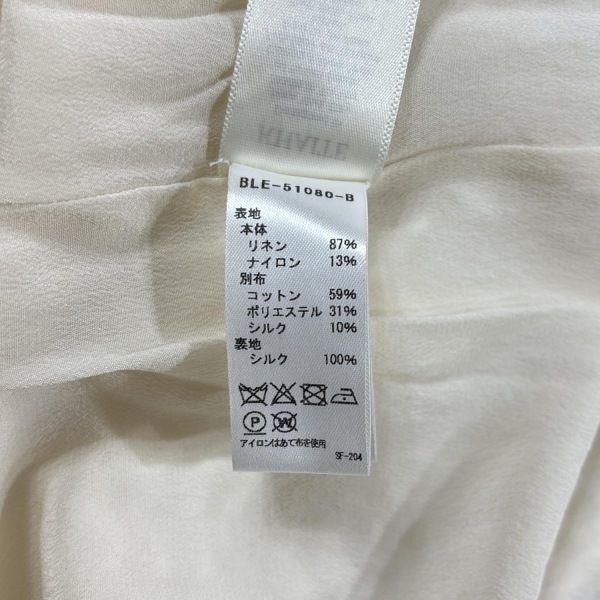 KHAITE
BLE-51080-B
表地
本体
リネン 87%
ナイロン 13%
別布
コットン 59%
ポリエステル 31%
シルク 10%
裏地
シルク 100%
P W
アイロンはあて布を使用
SF-204